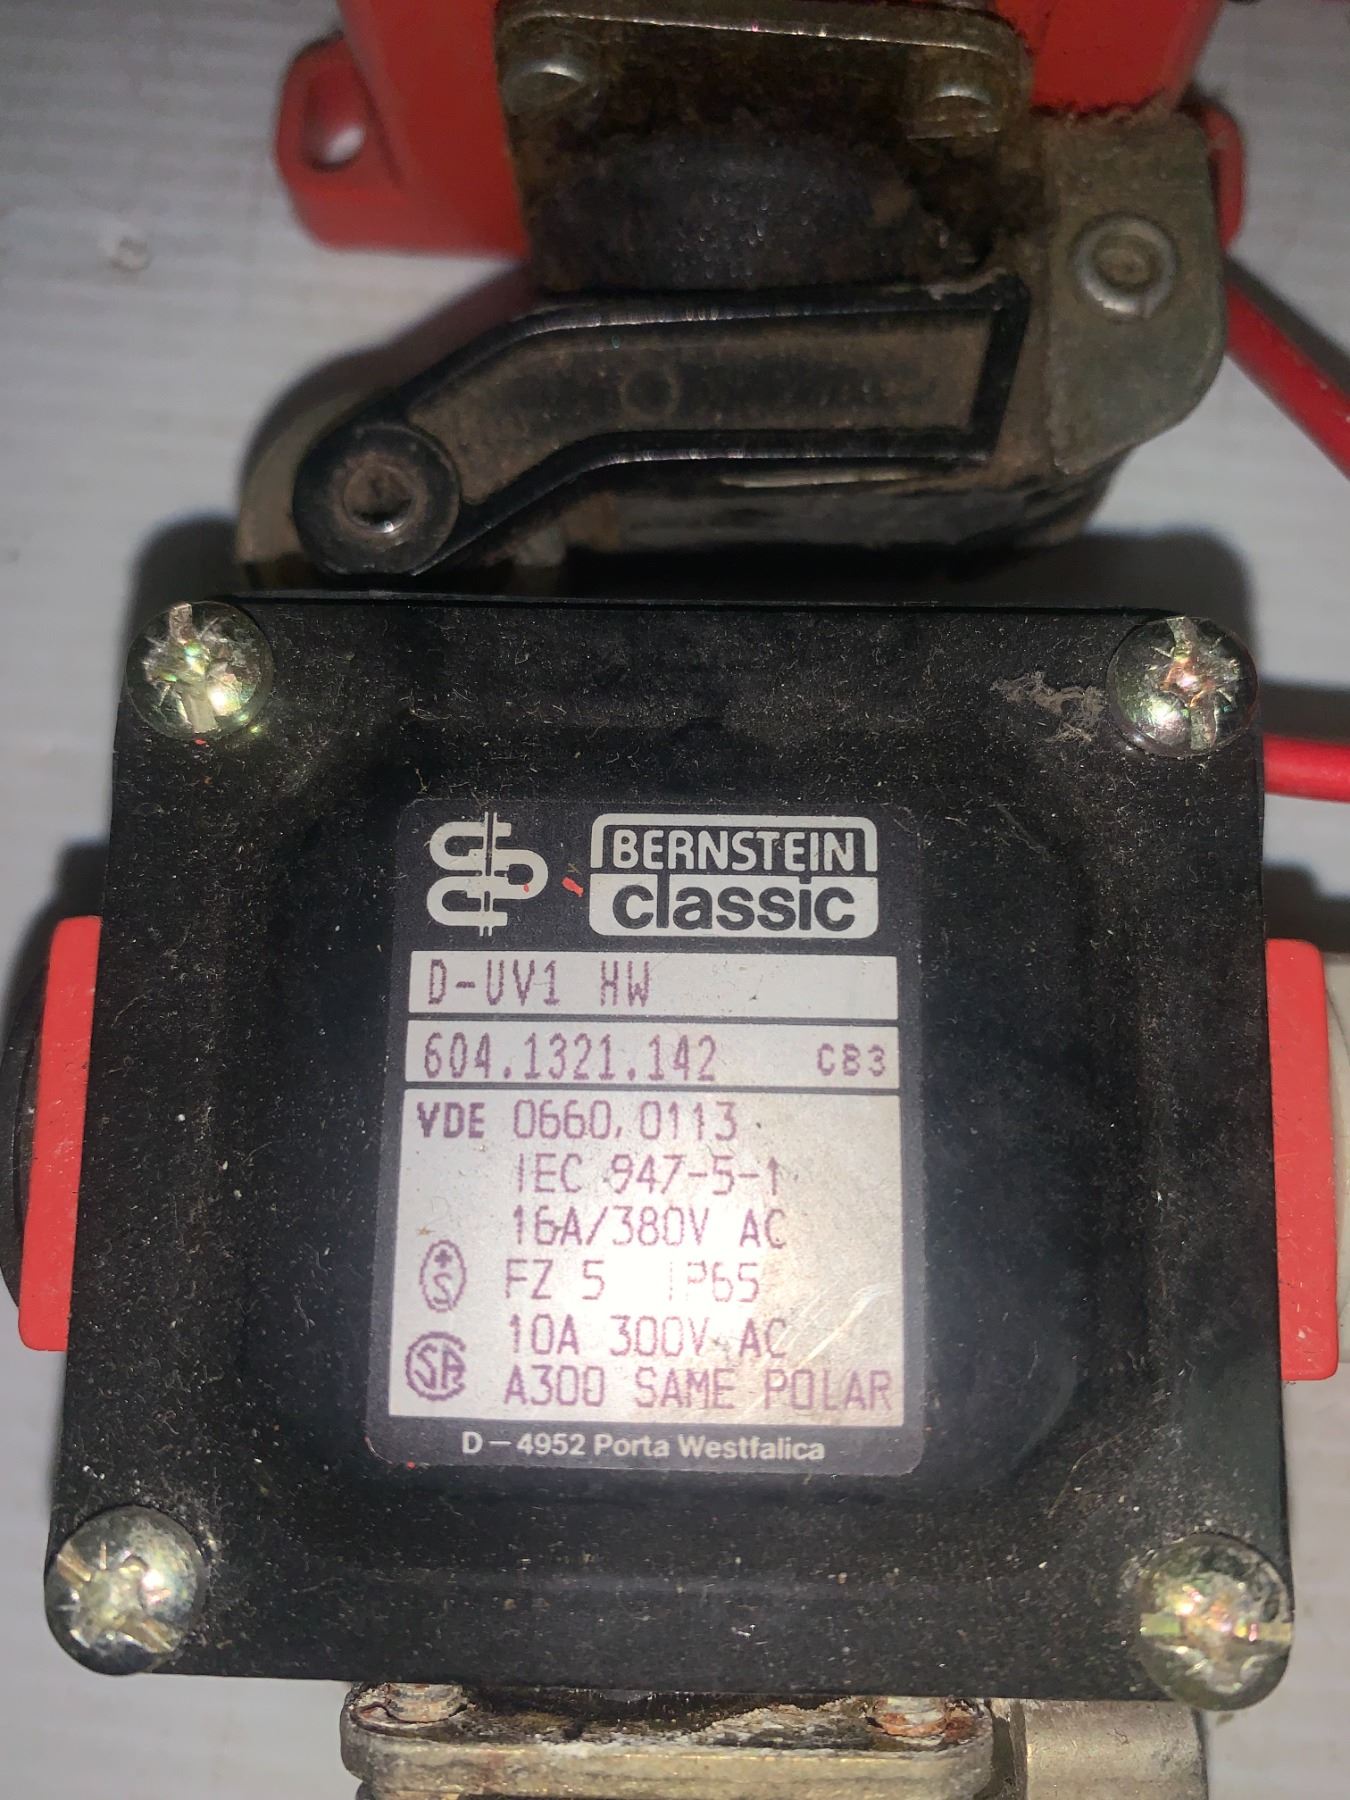 BERNSTEIN
classic
D-UV1 HW
604.1321.142 CB3
VDE 0660, 0113
IEC 947-5-1
16A/380V AC
+S FZ 5 IP65
10A 300V AC
SA A300 SAME POLAR
D – 4952 Porta Westfalica